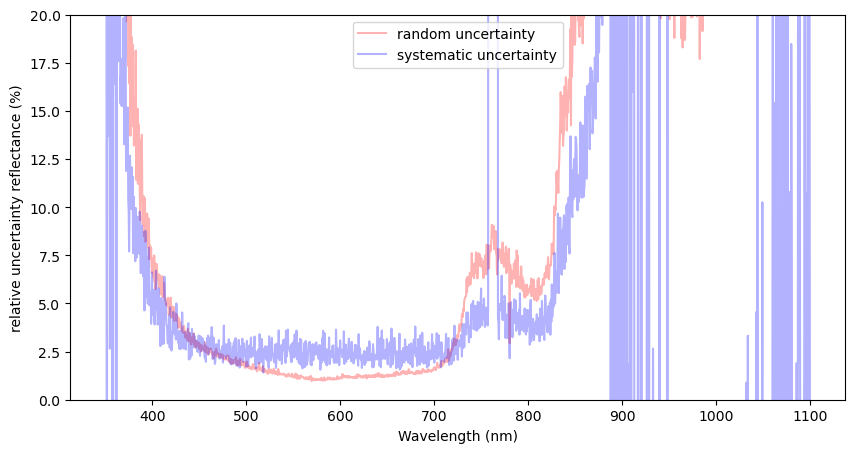 20.0
17.5
15.0
12.5
10.0
7.5
5.0
2.5
0.0
relative uncertainty reflectance (%)
random uncertainty
systematic uncertainty
400 500 600 700 800 900 1000 1100
Wavelength (nm)